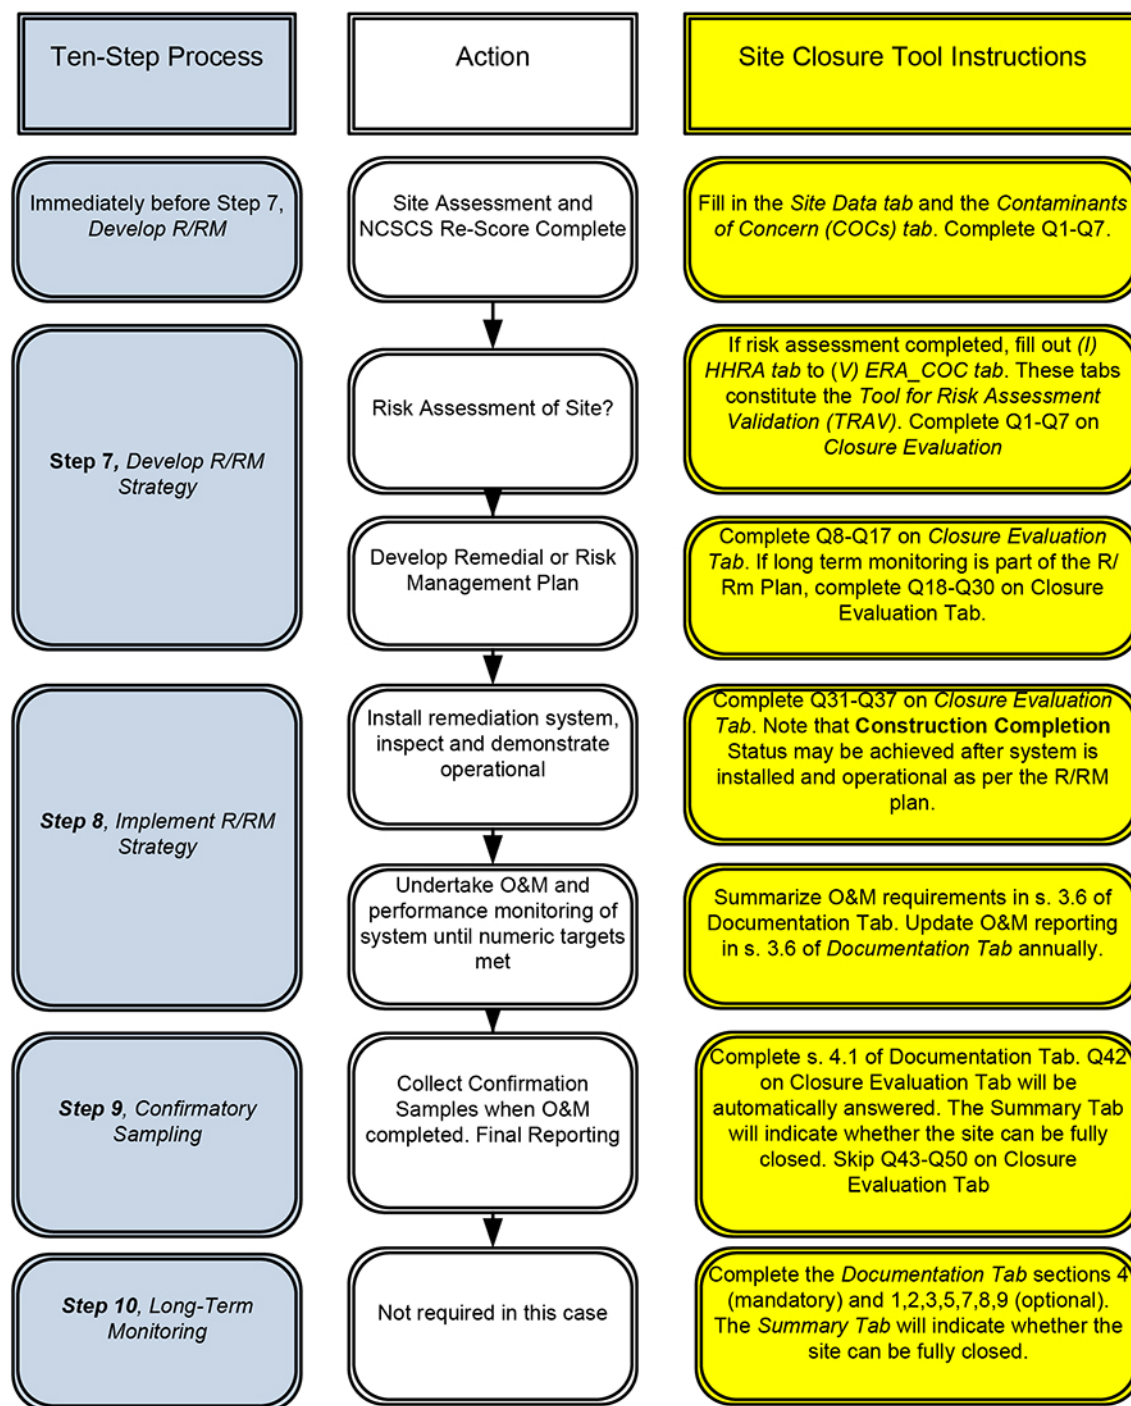 Ten-Step Process
Action
Site Closure Tool Instructions
Immediately before Step 7,
Develop R/RM
Site Assessment and
NCSCS Re-Score Complete
Fill in the Site Data tab and the Contaminants
of Concern (COCs) tab. Complete Q1-Q7.
Step 7, Develop R/RM
Strategy
Risk Assessment of Site?
If risk assessment completed, fill out (I)
HHRA tab to (V) ERA_COC tab. These tabs
constitute the Tool for Risk Assessment
Validation (TRAV). Complete Q1-Q7 on
Closure Evaluation
Develop Remedial or Risk
Management Plan
Complete Q8-Q17 on Closure Evaluation
Tab. If long term monitoring is part of the R/
Rm Plan, complete Q18-Q30 on Closure
Evaluation Tab.
Step 8, Implement R/RM
Strategy
Install remediation system,
inspect and demonstrate
operational
Complete Q31-Q37 on Closure Evaluation
Tab. Note that Construction Completion
Status may be achieved after system is
installed and operational as per the R/RM
plan.
Undertake O&M and
performance monitoring of
system until numeric targets
met
Summarize O&M requirements in s. 3.6 of
Documentation Tab. Update O&M reporting
in s. 3.6 of Documentation Tab annually.
Step 9, Confirmatory
Sampling
Collect Confirmation
Samples when O&M
completed. Final Reporting
Complete s. 4.1 of Documentation Tab. Q42
on Closure Evaluation Tab will be
automatically answered. The Summary Tab
will indicate whether the site can be fully
closed. Skip Q43-Q50 on Closure
Evaluation Tab
Step 10, Long-Term
Monitoring
Not required in this case
Complete the Documentation Tab sections 4
(mandatory) and 1,2,3,5,7,8,9 (optional).
The Summary Tab will indicate whether the
site can be fully closed.